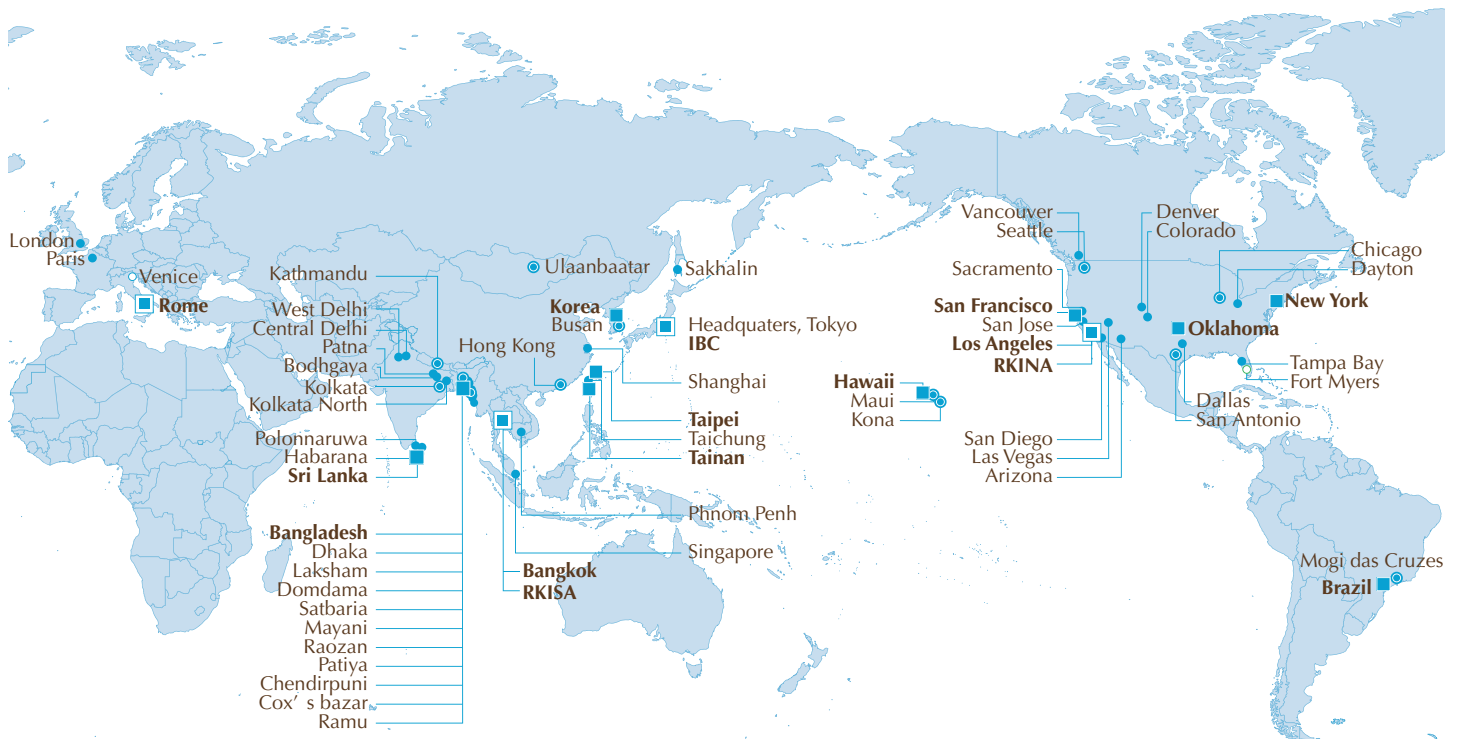 London
Paris
Venice
Rome
Kathmandu
West Delhi
Central Delhi
Patna
Bodhgaya
Kolkata
Kolkata North
Polonnaruwa
Habarana
Sri Lanka
Bangladesh
Dhaka
Laksham
Domdama
Satbaria
Mayani
Raozan
Patiya
Chendirpuni
Cox’ s bazar
Ramu
Ulaanbaatar
Sakhalin
Korea
Busan
Hong Kong
Headquaters, Tokyo
IBC
Shanghai
Taipei
Taichung
Tainan
Phnom Penh
Singapore
Bangkok
RKISA
Hawaii
Maui
Kona
Vancouver
Seattle
Sacramento
San Francisco
San Jose
Los Angeles
RKINA
San Diego
Las Vegas
Arizona
Denver
Colorado
Chicago
Dayton
New York
Oklahoma
Tampa Bay
Fort Myers
Dallas
San Antonio
Mogi das Cruzes
Brazil